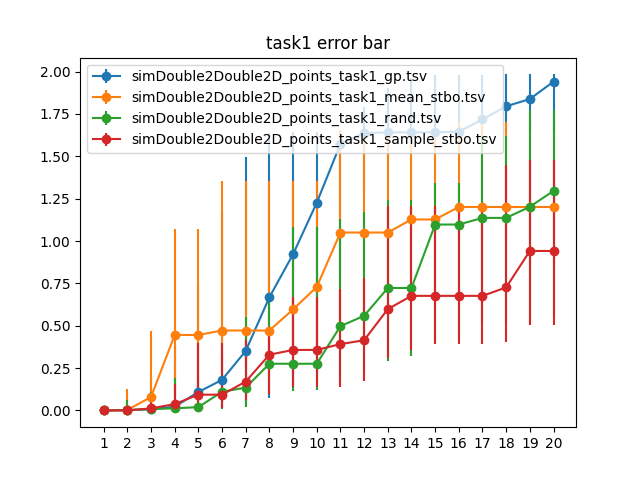 task1 error bar
simDouble2Double2D_points_task1_gp.tsv
simDouble2Double2D_points_task1_mean_stbo.tsv
simDouble2Double2D_points_task1_rand.tsv
simDouble2Double2D_points_task1_sample_stbo.tsv
2.00
1.75
1.50
1.25
1.00
0.75
0.50
0.25
0.00
1 2 3 4 5 6 7 8 9 10 11 12 13 14 15 16 17 18 19 20